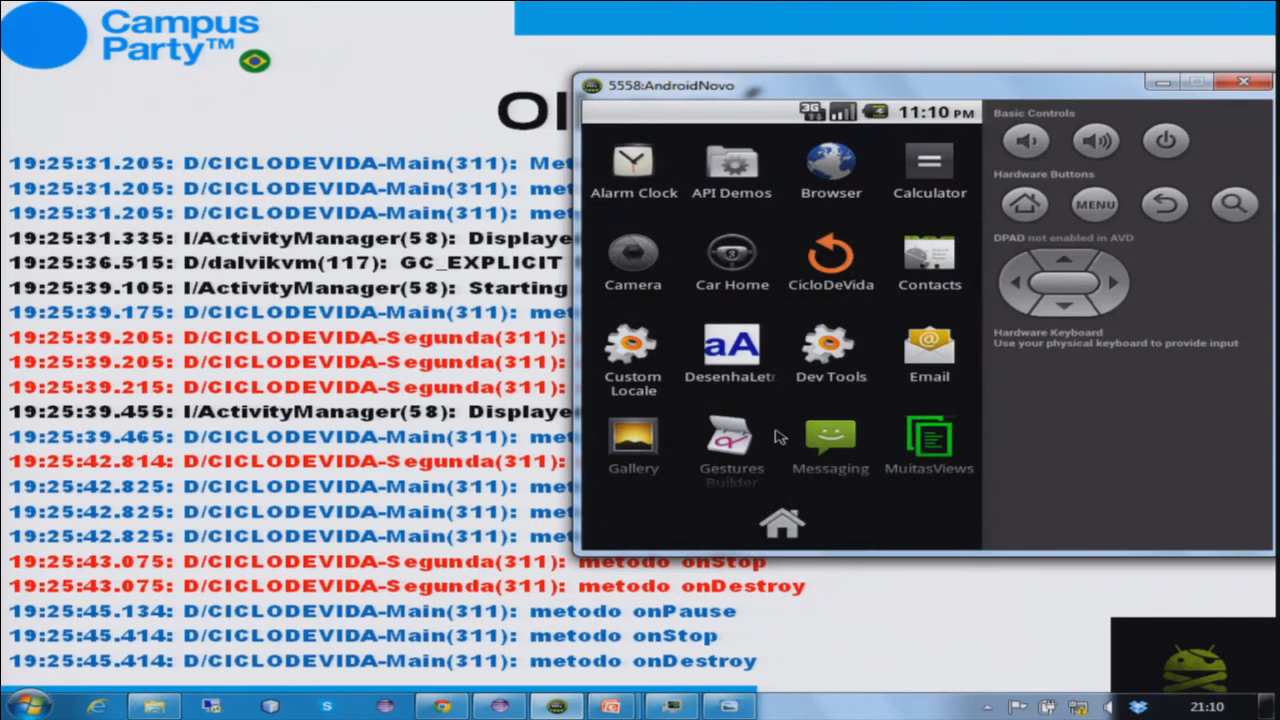 Campus
Party™
Ol
19:25:31.205: D/CICLODEVIDA-Main(311): Met
19:25:31.205: D/CICLODEVIDA-Main(311): met
19:25:31.205: D/CICLODEVIDA-Main(311): met
19:25:31.335: I/ActivityManager(58): Displaye
19:25:36.515: D/dalvikvm(117): GC_EXPLICIT
19:25:39.105: I/ActivityManager(58): Starting
19:25:39.175: D/CICLODEVIDA-Main(311): met
19:25:39.205: D/CICLODEVIDA-Segunda(311):
19:25:39.205: D/CICLODEVIDA-Segunda(311):
19:25:39.215: D/CICLODEVIDA-Segunda(311):
19:25:39.455: I/ActivityManager(58): Displaye
19:25:39.465: D/CICLODEVIDA-Main(311): met
19:25:42.814: D/CICLODEVIDA-Segunda(311):
19:25:42.825: D/CICLODEVIDA-Main(311): met
19:25:42.825: D/CICLODEVIDA-Main(311): met
19:25:42.825: D/CICLODEVIDA-Main(311): met
19:25:43.075: D/CICLODEVIDA-Segunda(311): metodo onStop
19:25:43.075: D/CICLODEVIDA-Segunda(311): metodo onDestroy
19:25:45.134: D/CICLODEVIDA-Main(311): metodo onPause
19:25:45.414: D/CICLODEVIDA-Main(311): metodo onStop
19:25:45.414: D/CICLODEVIDA-Main(311): metodo onDestroy
5558:AndroidNovo
3G 11:10 PM
Alarm Clock API Demos Browser Calculator
Camera Car Home CicloDeVida Contacts
Custom Locale DesenhaLetr Dev Tools Email
Gallery Gestures Builder Messaging MuitasViews
Basic Controls
Hardware Buttons
MENU
DPAD not enabled in AVD
Hardware Keyboard
Use your physical keyboard to provide input
21:10